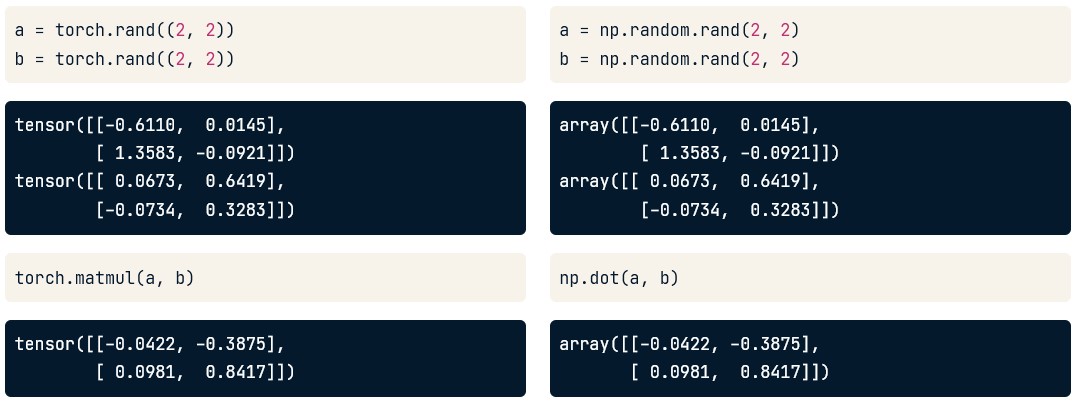 a = torch.rand((2, 2))
b = torch.rand((2, 2))
tensor([[-0.6110,  0.0145],
        [ 1.3583, -0.0921]])
tensor([[ 0.0673,  0.6419],
        [-0.0734,  0.3283]])
torch.matmul(a, b)
tensor([[-0.0422, -0.3875],
        [ 0.0981,  0.8417]])
a = np.random.rand(2, 2)
b = np.random.rand(2, 2)
array([[-0.6110,  0.0145],
        [ 1.3583, -0.0921]])
array([[ 0.0673,  0.6419],
        [-0.0734,  0.3283]])
np.dot(a, b)
array([[-0.0422, -0.3875],
       [ 0.0981,  0.8417]])